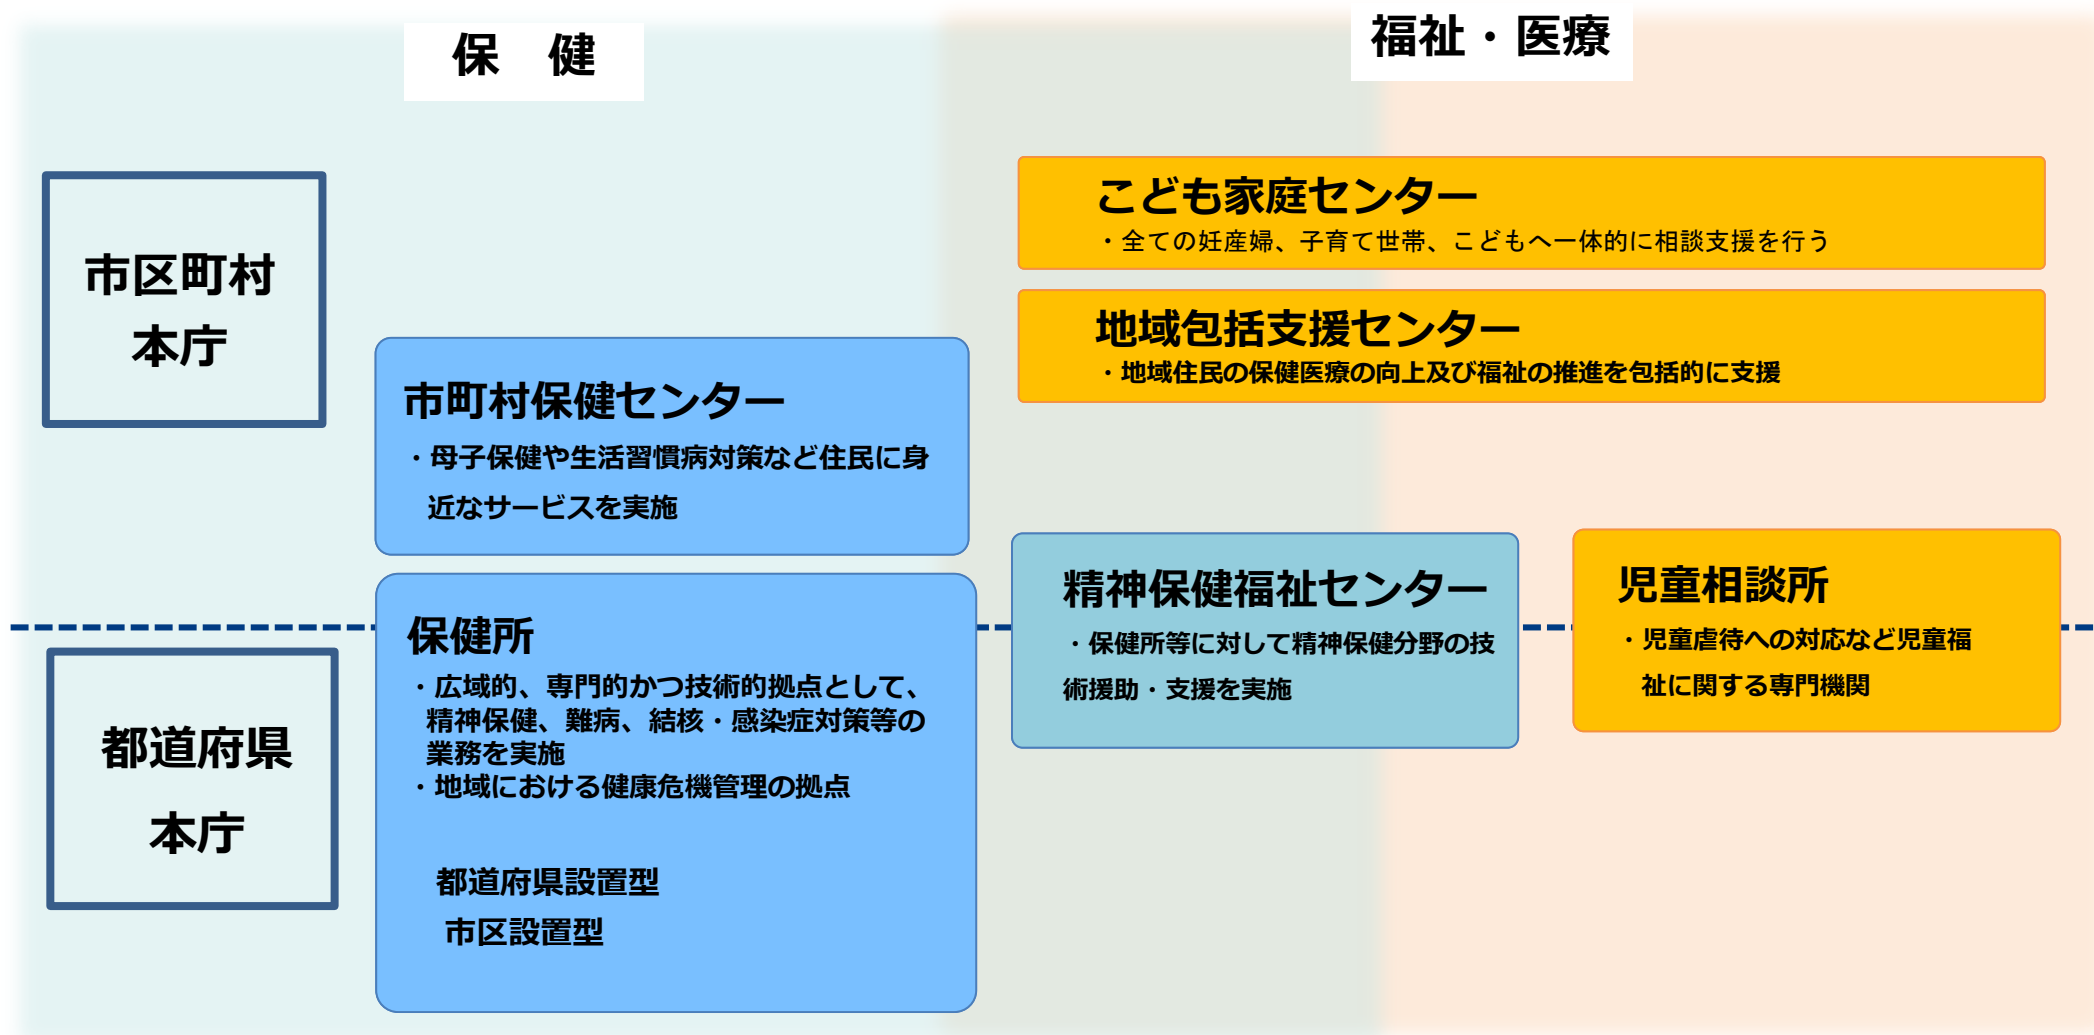 保　健
福祉・医療
市区町村
本庁
こども家庭センター
・全ての妊産婦、子育て世帯、こどもへ一体的に相談支援を行う
地域包括支援センター
・地域住民の保健医療の向上及び福祉の推進を包括的に支援
市町村保健センター
・母子保健や生活習慣病対策など住民に身
近なサービスを実施
保健所
・広域的、専門的かつ技術的拠点として、
精神保健、難病、結核・感染症対策等の
業務を実施
・地域における健康危機管理の拠点
都道府県設置型
市区設置型
精神保健福祉センター
・保健所等に対して精神保健分野の技
術援助・支援を実施
児童相談所
・児童虐待への対応など児童福
祉に関する専門機関
都道府県
本庁